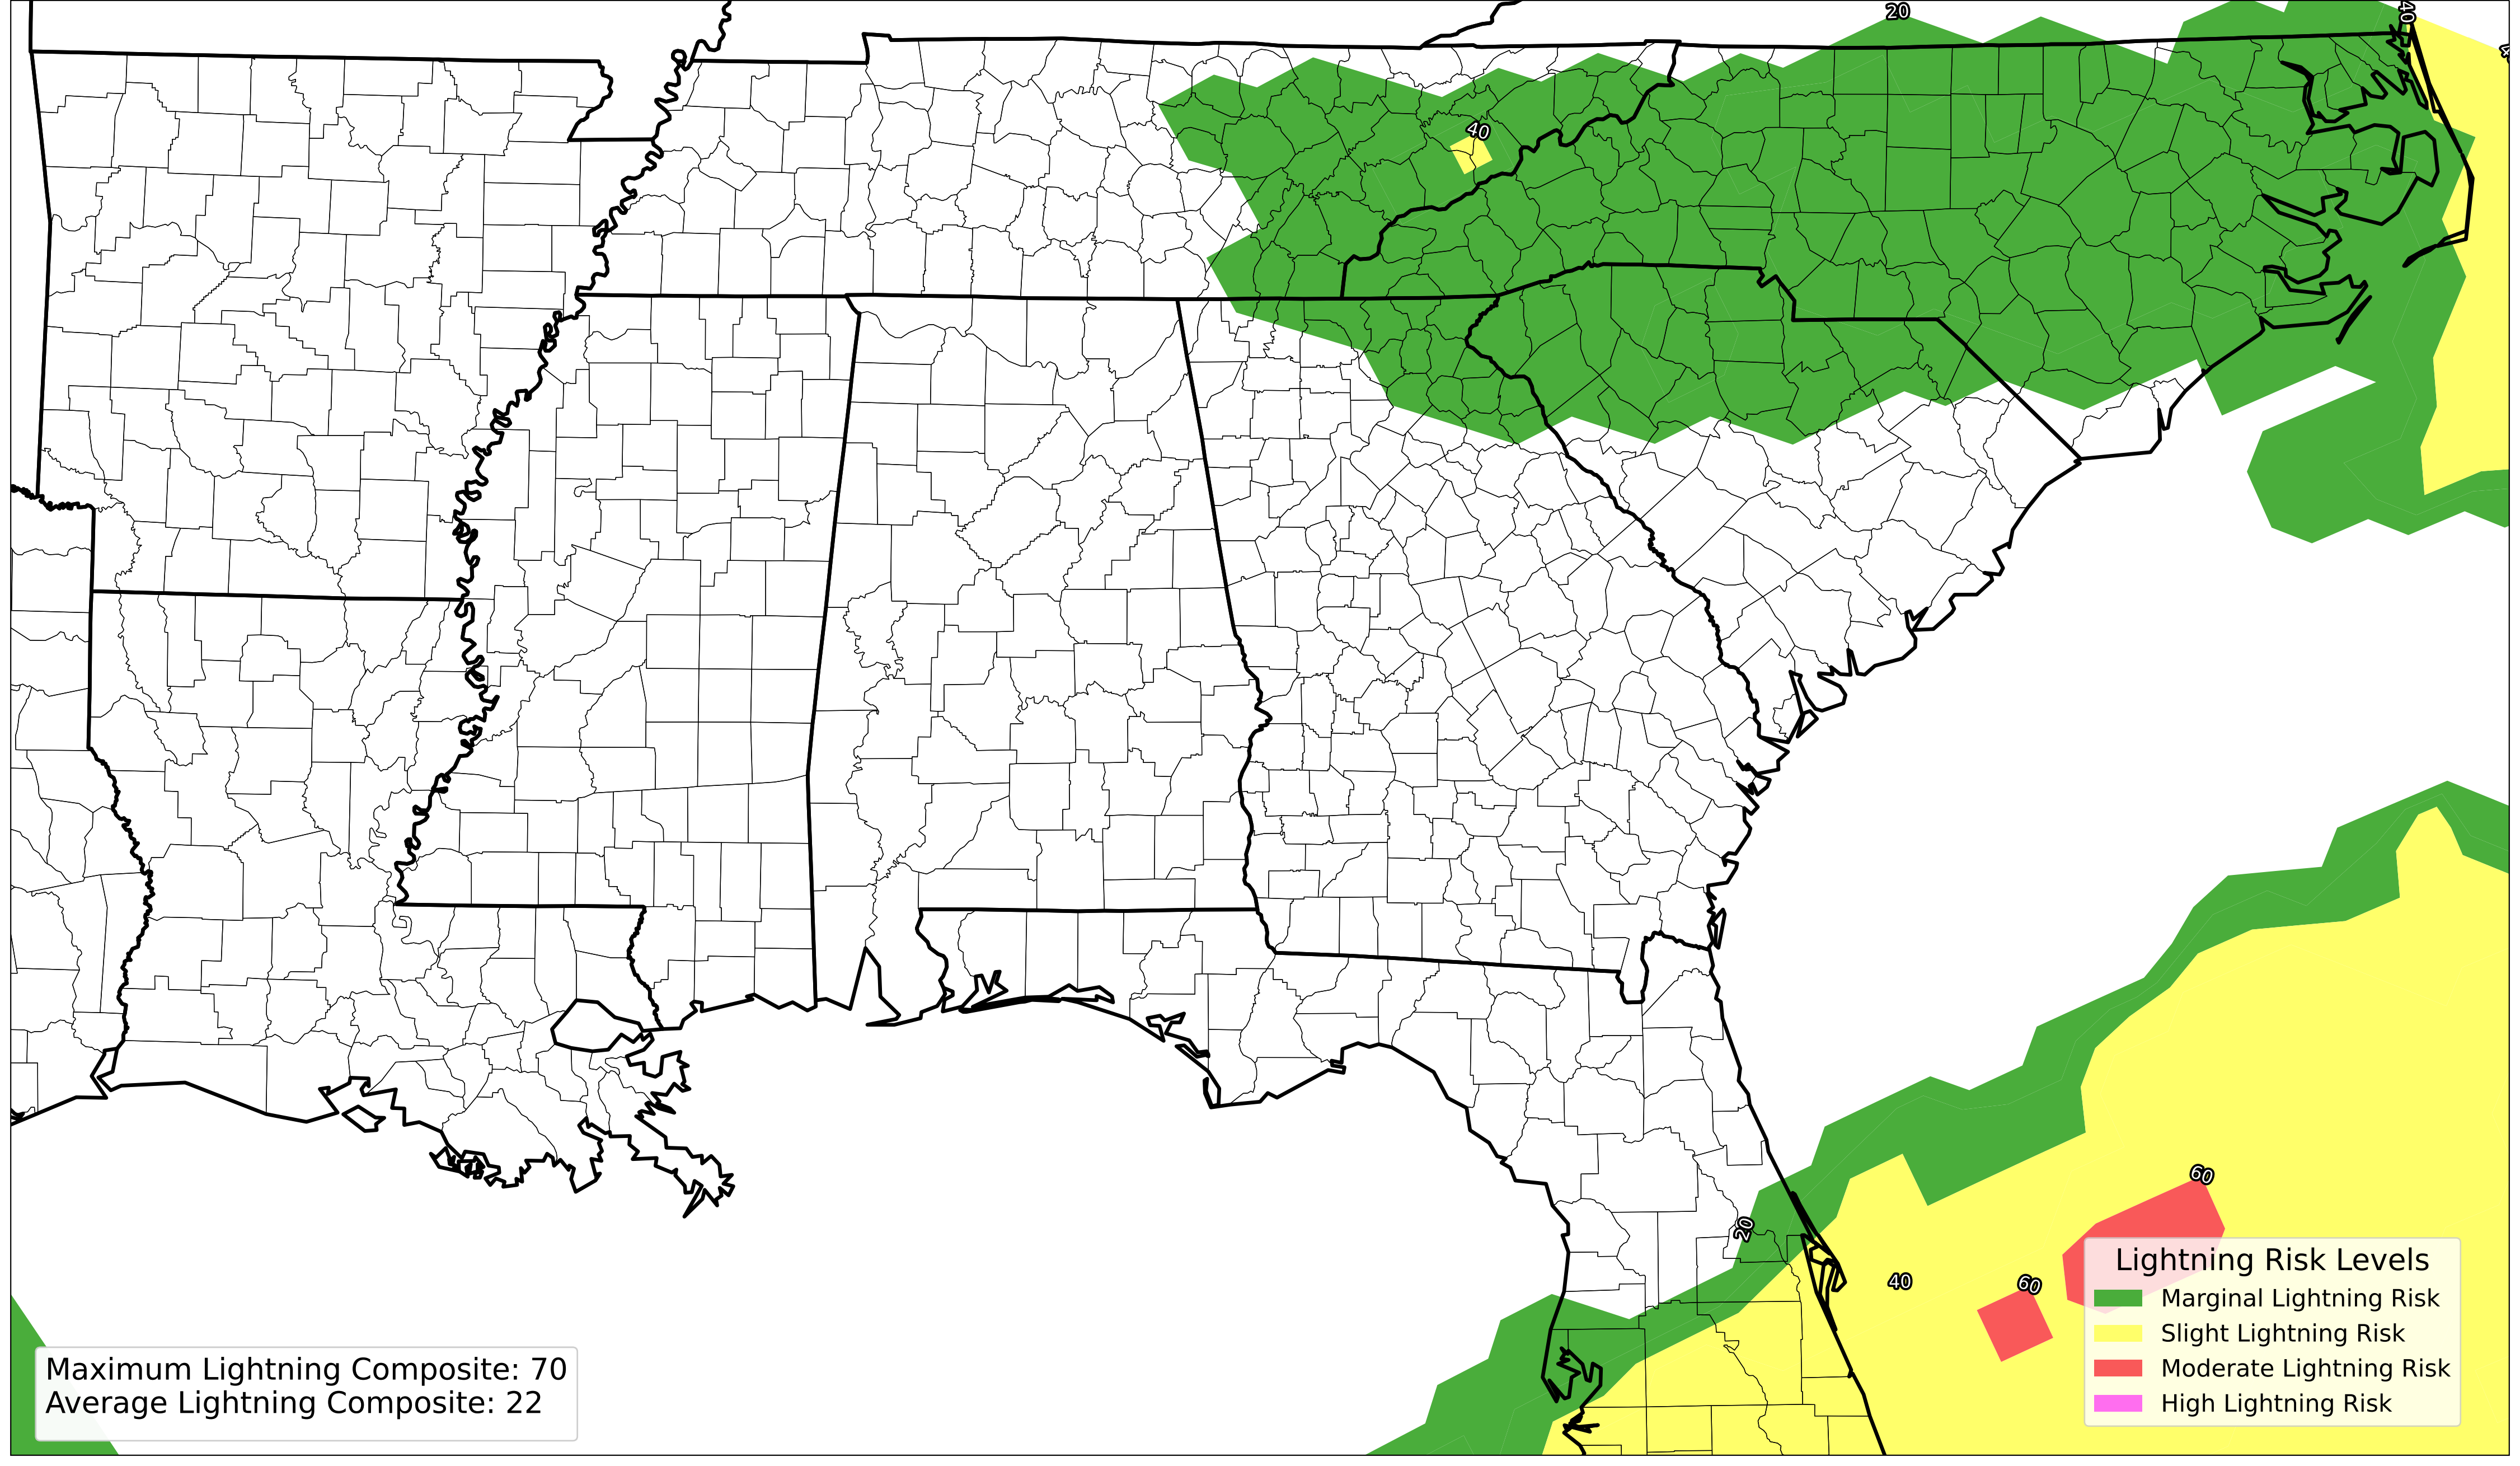 20
40
40
60
20
40
60
Lightning Risk Levels
Marginal Lightning Risk
Slight Lightning Risk
Moderate Lightning Risk
High Lightning Risk
Maximum Lightning Composite: 70
Average Lightning Composite: 22